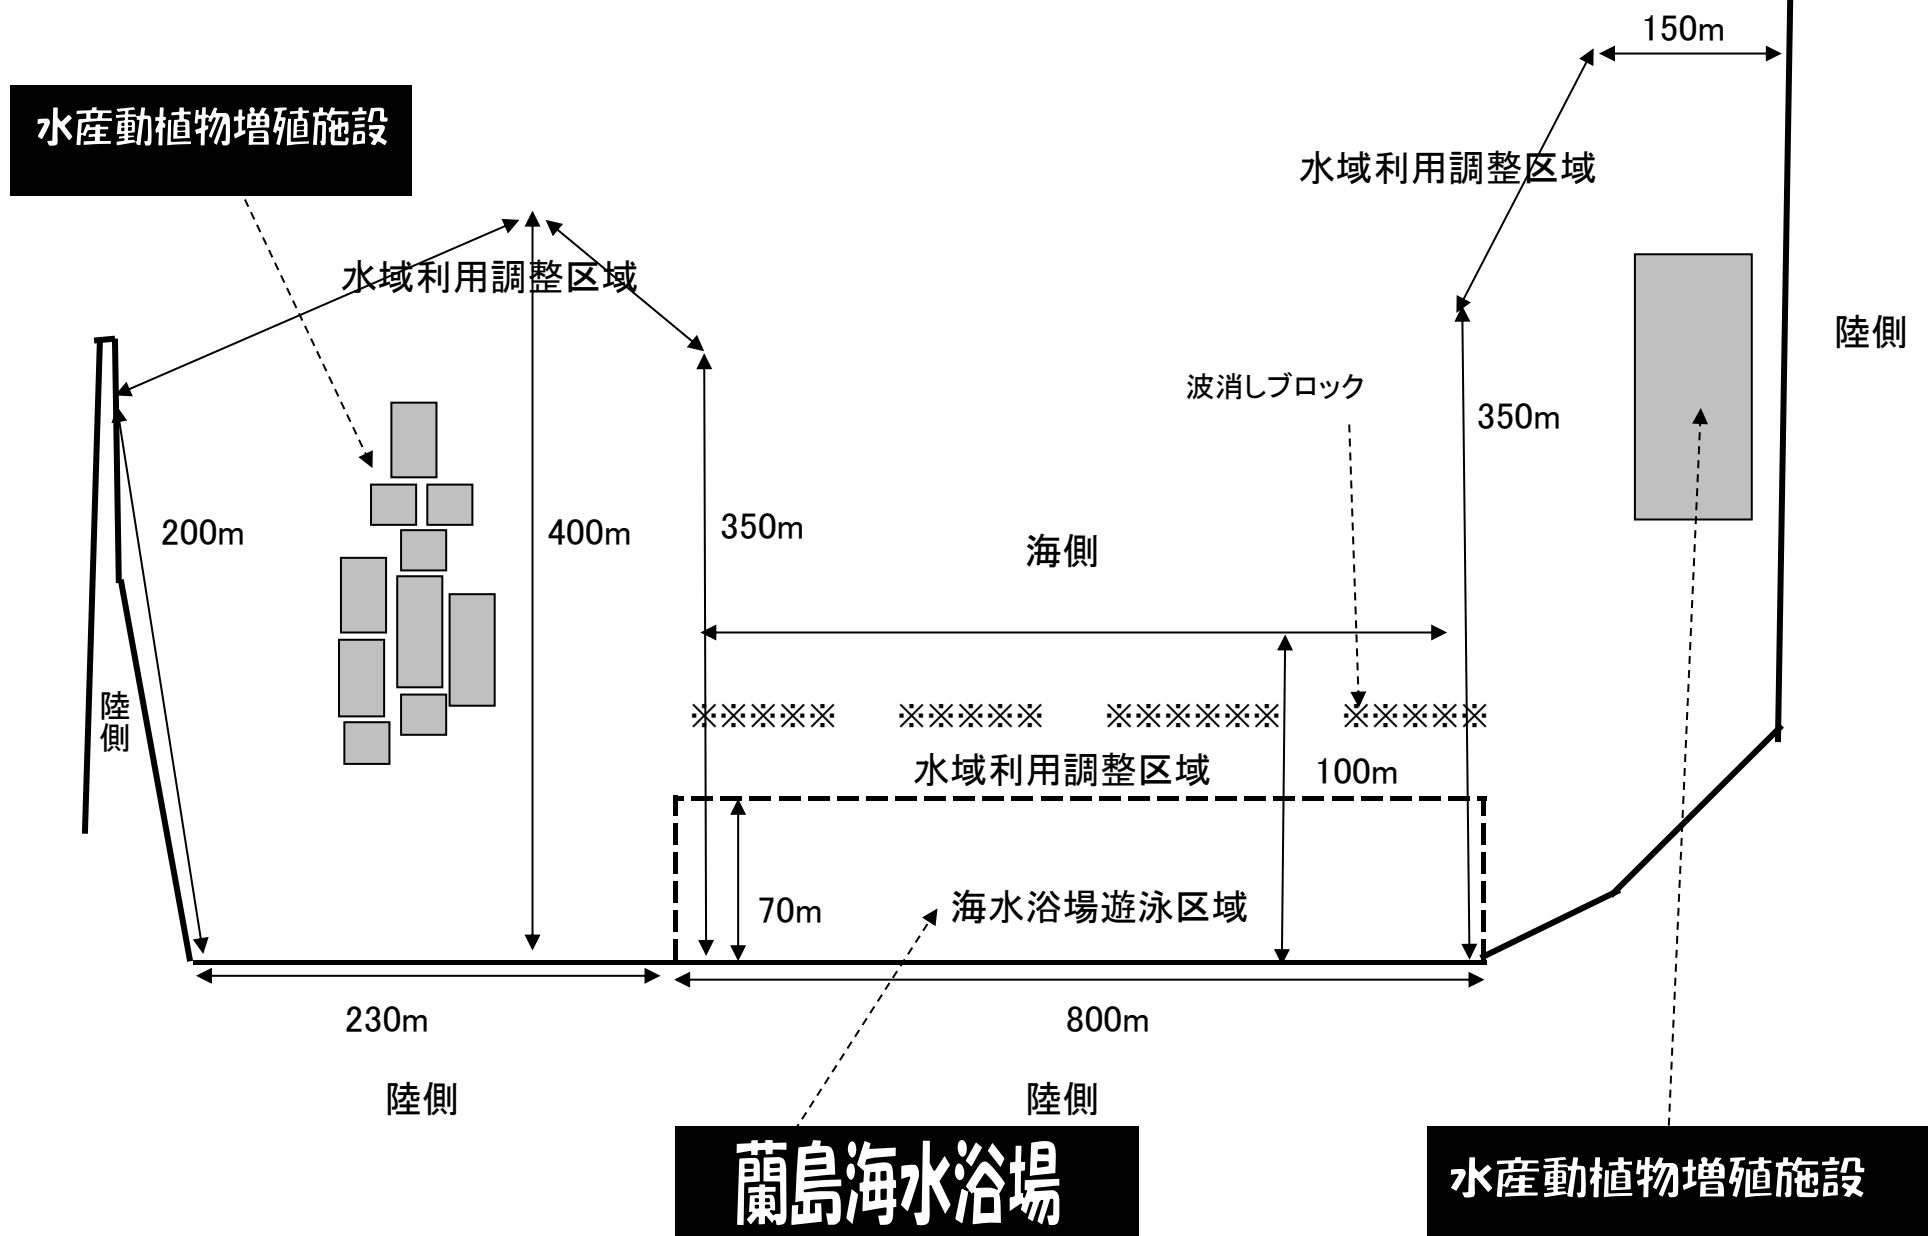 150m
水産動植物増殖施設
水域利用調整区域
水域利用調整区域
陸側
波消しブロック
350m
200m
400m
350m
海側
陸側
※※※※※ ※※※※※ ※※※※※※ ※※※※※
水域利用調整区域
100m
70m
海水浴場遊泳区域
230m
800m
陸側
陸側
蘭島海水浴場
水産動植物増殖施設